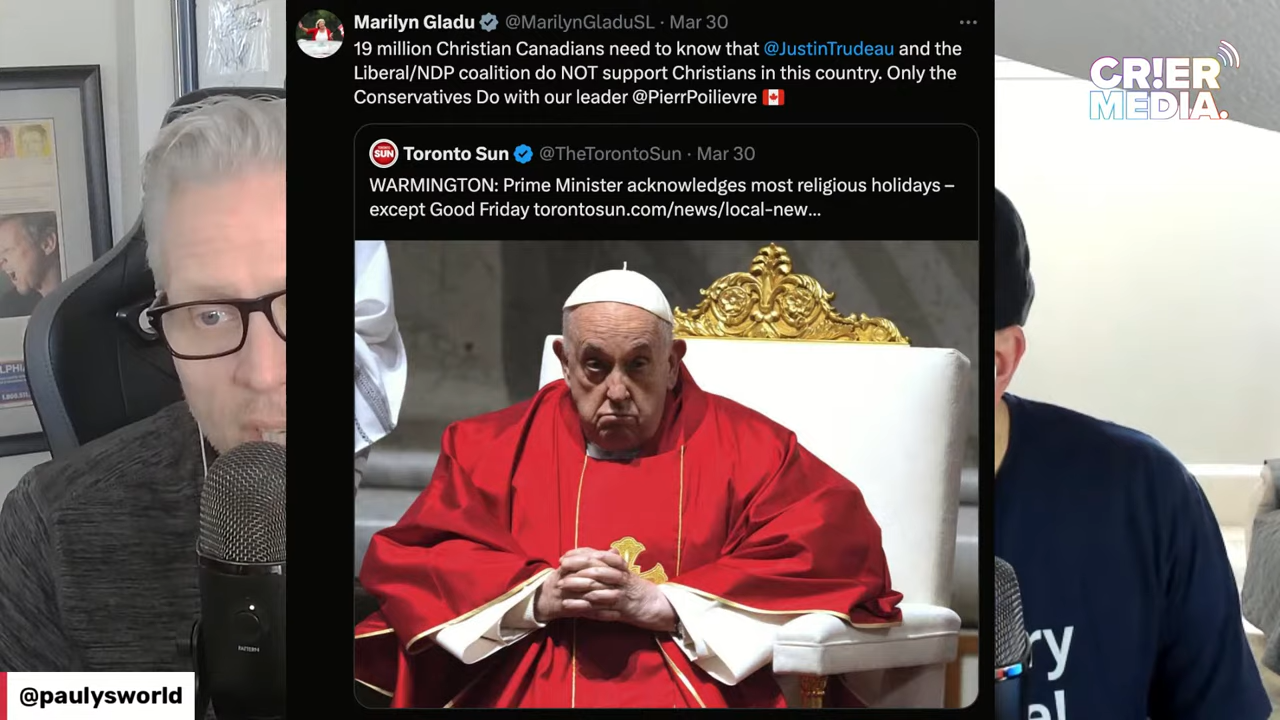 Marilyn Gladu @MarilynGladuSL · Mar 30
19 million Christian Canadians need to know that @JustinTrudeau and the
Liberal/NDP coalition do NOT support Christians in this country. Only the
Conservatives Do with our leader @PierrPoilievre
SUN Toronto Sun @TheTorontoSun · Mar 30
WARMINGTON: Prime Minister acknowledges most religious holidays –
except Good Friday torontosun.com/news/local-new...
CR!ER
MEDIA.
PATTERN
@paulysworld